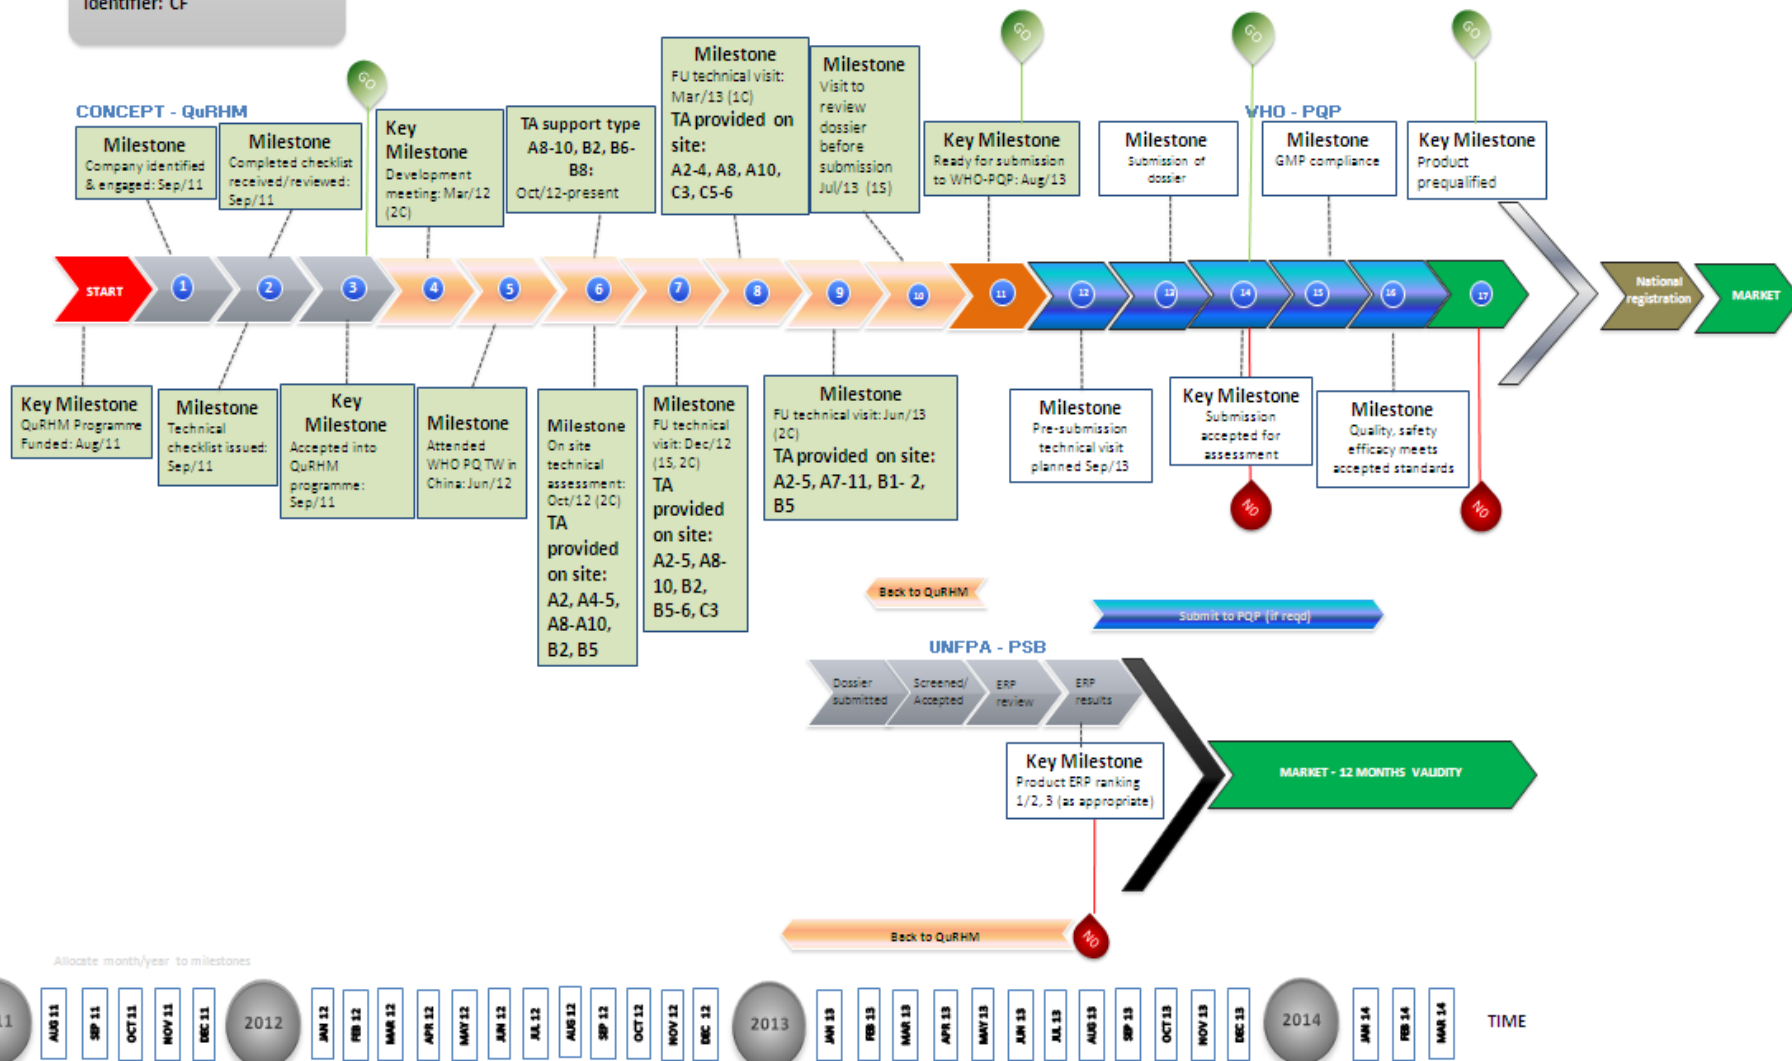 Identifier: CF
GO
GO
GO
GO
CONCEPT - QuRHM
WHO - PQP
Milestone
Company identified
& engaged: Sep/11
Milestone
Completed checklist
received/reviewed:
Sep/11
Key
Milestone
Development
meeting: Mar/12
(2C)
TA support type
A8-10, B2, B6-
B8:
Oct/12-present
Milestone
FU technical visit:
Mar/13 (1C)
TA provided on
site:
A2-4, A8, A10,
C3, C5-6
Milestone
Visit to
review
dossier
before
submission
Jul/13 (1S)
Key Milestone
Ready for submission
to WHO-PQP: Aug/13
Milestone
Submission of
dossier
Milestone
GMP compliance
Key Milestone
Product
prequalified
START
1
2
3
4
5
6
7
8
9
10
11
12
13
14
15
16
17
National
registration
MARKET
Key Milestone
QuRHM Programme
Funded: Aug/11
Milestone
Technical
checklist issued:
Sep/11
Key
Milestone
Accepted into
QuRHM
programme:
Sep/11
Milestone
Attended
WHO PQ TW in
China: Jun/12
Milestone
On site
technical
assessment:
Oct/12 (2C)
TA
provided
on site:
A2, A4-5,
A8-A10,
B2, B5
Milestone
FU technical
visit: Dec/12
(1S, 2C)
TA
provided
on site:
A2-5, A8-
10, B2,
B5-6, C3
Milestone
FU technical visit: Jun/13
(2C)
TA provided on site:
A2-5, A7-11, B1- 2,
B5
Milestone
Pre-submission
technical visit
planned Sep/13
Key Milestone
Submission
accepted for
assessment
Milestone
Quality, safety
efficacy meets
accepted standards
NO
NO
Back to QuRHM
Submit to PQP (if reqd)
UNFPA - PSB
Dossier
submitted
Screened/
Accepted
ERP
review
ERP
results
Key Milestone
Product ERP ranking
1/2, 3 (as appropriate)
MARKET - 12 MONTHS VALIDITY
Back to QuRHM
NO
Allocate month/year to milestones
11
AUG 11
SEP 11
OCT 11
NOV 11
DEC 11
2012
JAN 12
FEB 12
MAR 12
APR 12
MAY 12
JUN 12
JUL 12
AUG 12
SEP 12
OCT 12
NOV 12
DEC 12
2013
JAN 13
FEB 13
MAR 13
APR 13
MAY 13
JUN 13
JUL 13
AUG 13
SEP 13
OCT 13
NOV 13
DEC 13
2014
JAN 14
FEB 14
MAR 14
TIME